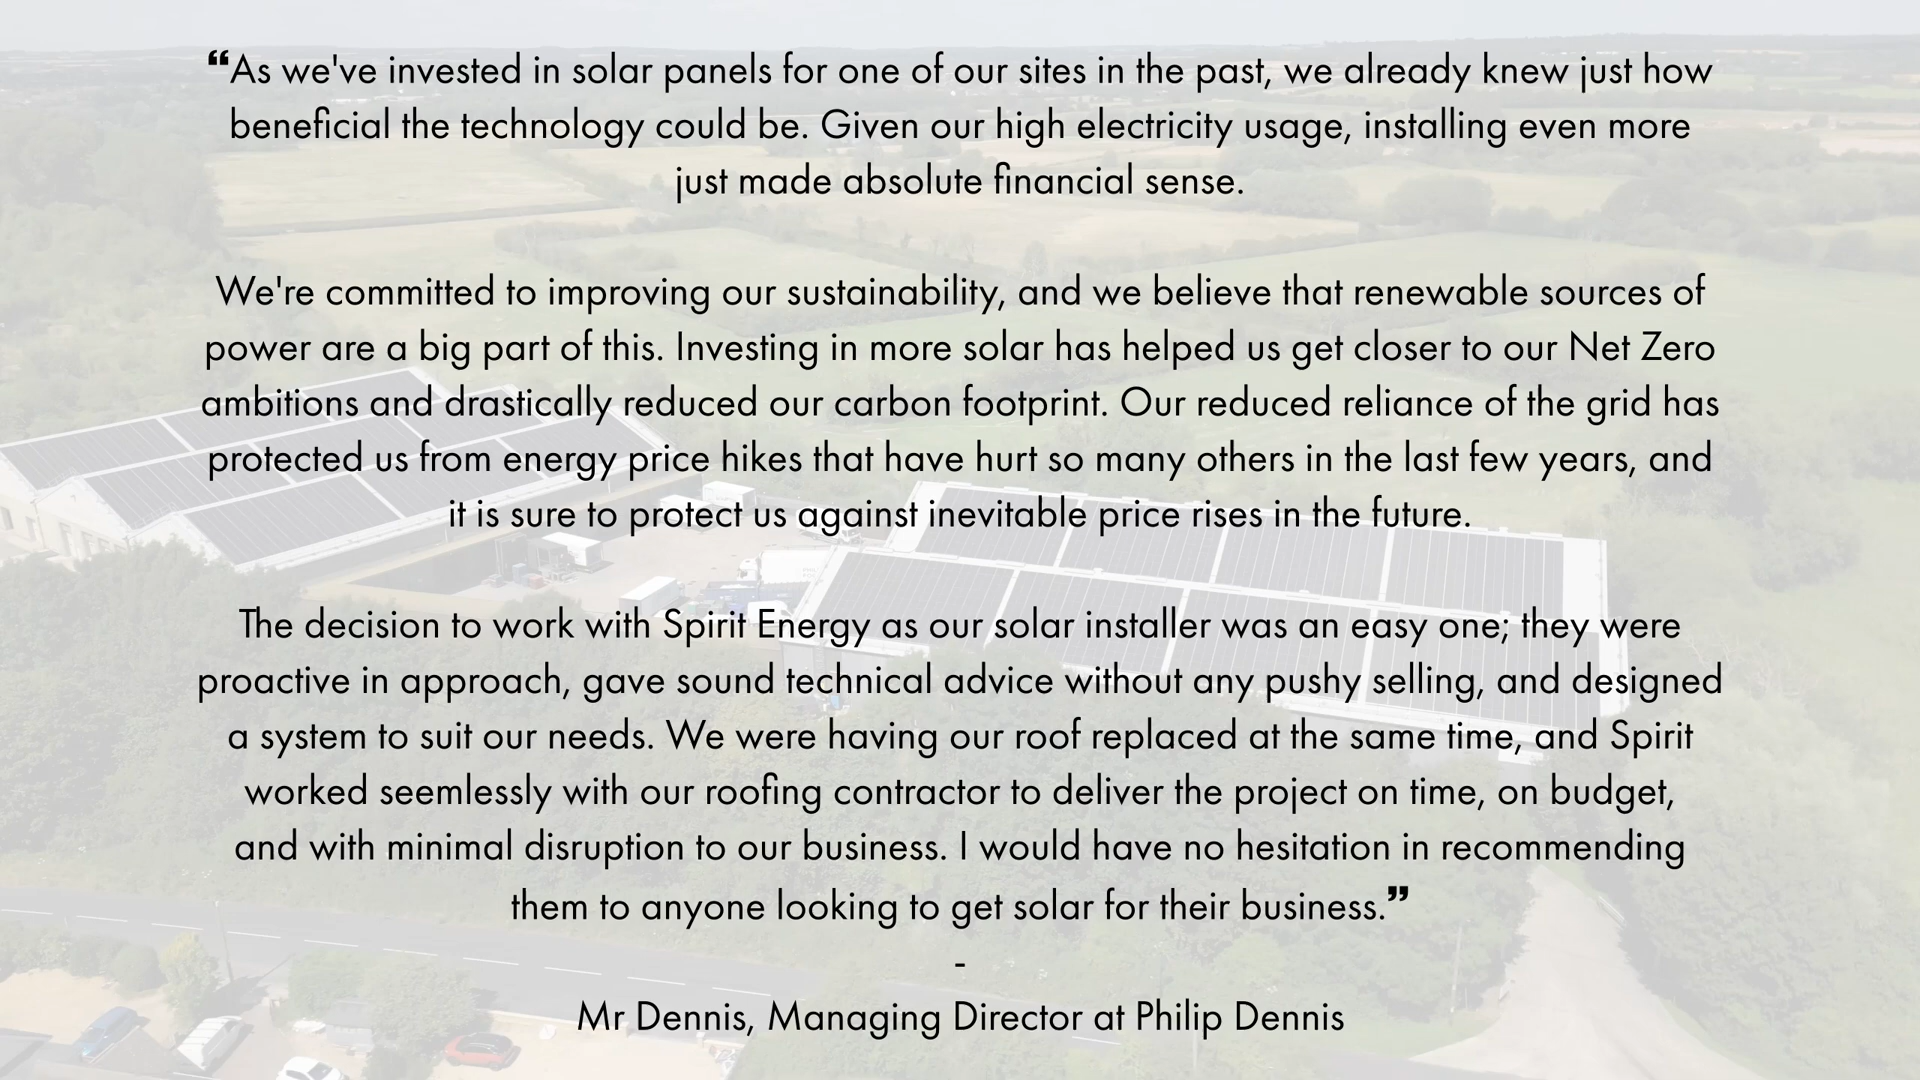 ❝As we've invested in solar panels for one of our sites in the past, we already knew just how
beneficial the technology could be. Given our high electricity usage, installing even more
just made absolute financial sense.
We're committed to improving our sustainability, and we believe that renewable sources of
power are a big part of this. Investing in more solar has helped us get closer to our Net Zero
ambitions and drastically reduced our carbon footprint. Our reduced reliance of the grid has
protected us from energy price hikes that have hurt so many others in the last few years, and
it is sure to protect us against inevitable price rises in the future.
The decision to work with Spirit Energy as our solar installer was an easy one; they were
proactive in approach, gave sound technical advice without any pushy selling, and designed
a system to suit our needs. We were having our roof replaced at the same time, and Spirit
worked seemlessly with our roofing contractor to deliver the project on time, on budget,
and with minimal disruption to our business. I would have no hesitation in recommending
them to anyone looking to get solar for their business.❞
-
Mr Dennis, Managing Director at Philip Dennis